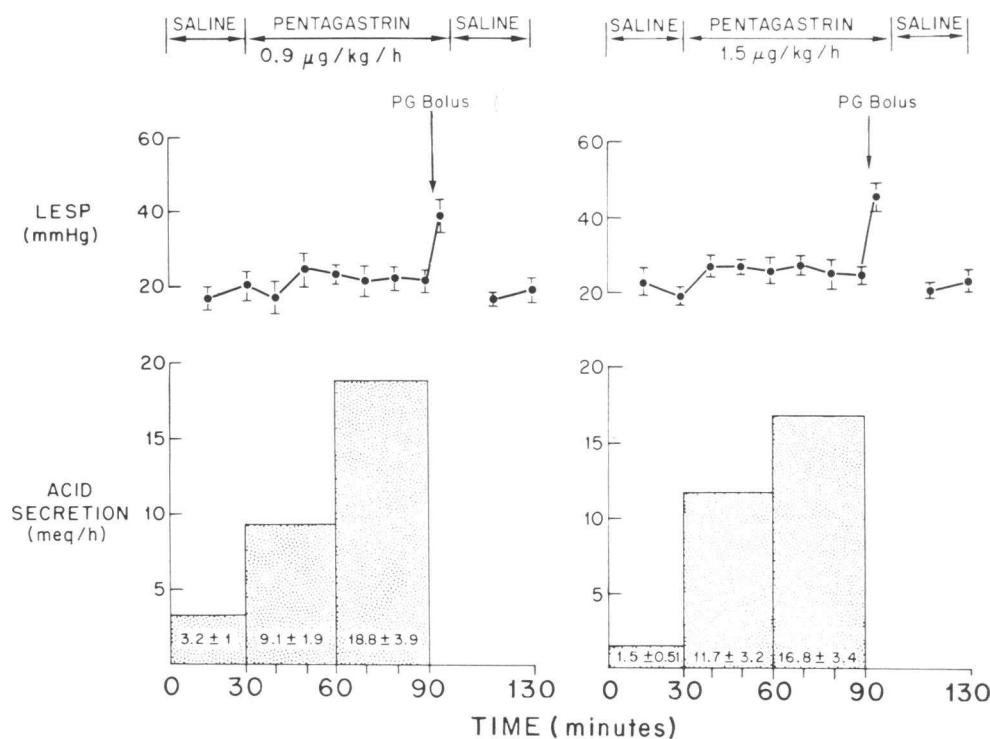 SALINE PENTAGASTRIN SALINE
0.9 µg/kg/h
PG Bolus
60
40
20
LESP
(mmHg)
20
15
10
5
ACID
SECRETION
(meq/h)
3.2 ± 1 9.1 ± 1.9 18.8 ± 3.9
0 30 60 90 130
SALINE PENTAGASTRIN SALINE
1.5 µg/kg/h
PG Bolus
60
40
20
20
15
10
5
1.5 ±0.51 11.7 ± 3.2 16.8 ± 3.4
0 30 60 90 130
TIME (minutes)